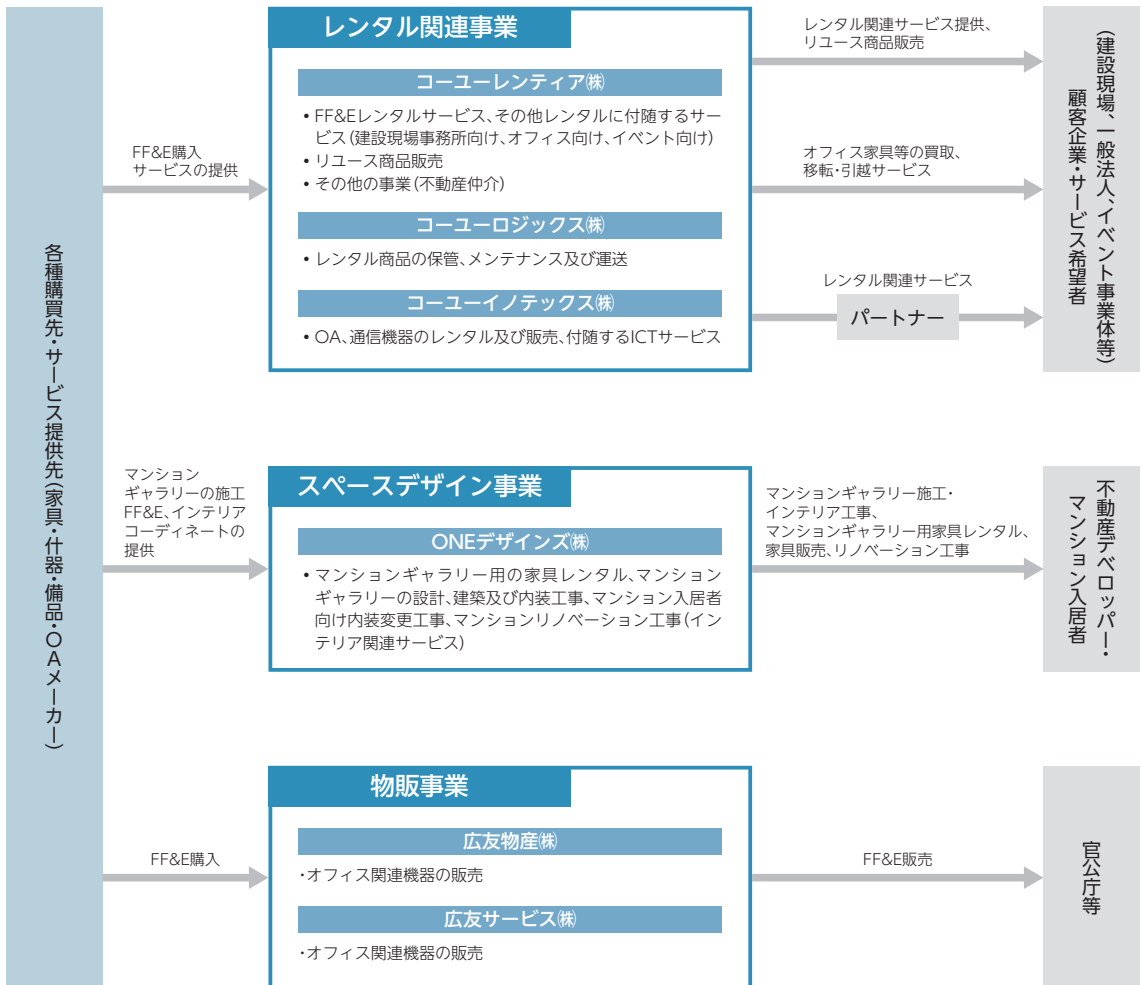 各種購買先・サービス提供先（家具・什器・備品・OAメーカー）
FF&E購入
サービスの提供
レンタル関連事業
コーユーレンティア㈱
• FF&Eレンタルサービス、その他レンタルに付随するサー
ビス（建設現場事務所向け、オフィス向け、イベント向け）
• リユース商品販売
• その他の事業（不動産仲介）
コーユーロジックス㈱
• レンタル商品の保管、メンテナンス及び運送
コーユーイノテックス㈱
• OA、通信機器のレンタル及び販売、付随するICTサービス
レンタル関連サービス提供、
リユース商品販売
オフィス家具等の買取、
移転・引越サービス
レンタル関連サービス
パートナー
（建設現場、一般法人、イベント事業体等）
顧客企業・サービス希望者
マンション
ギャラリーの施工
FF&E、インテリア
コーディネートの
提供
スペースデザイン事業
ONEデザインズ㈱
• マンションギャラリー用の家具レンタル、マンション
ギャラリーの設計、建築及び内装工事、マンション入居者
向け内装変更工事、マンションリノベーション工事（イン
テリア関連サービス）
マンションギャラリー施工・
インテリア工事、
マンションギャラリー用家具レンタル、
家具販売、リノベーション工事
不動産デベロッパー・
マンション入居者
FF&E購入
物販事業
広友物産㈱
・オフィス関連機器の販売
広友サービス㈱
・オフィス関連機器の販売
FF&E販売
官公庁等